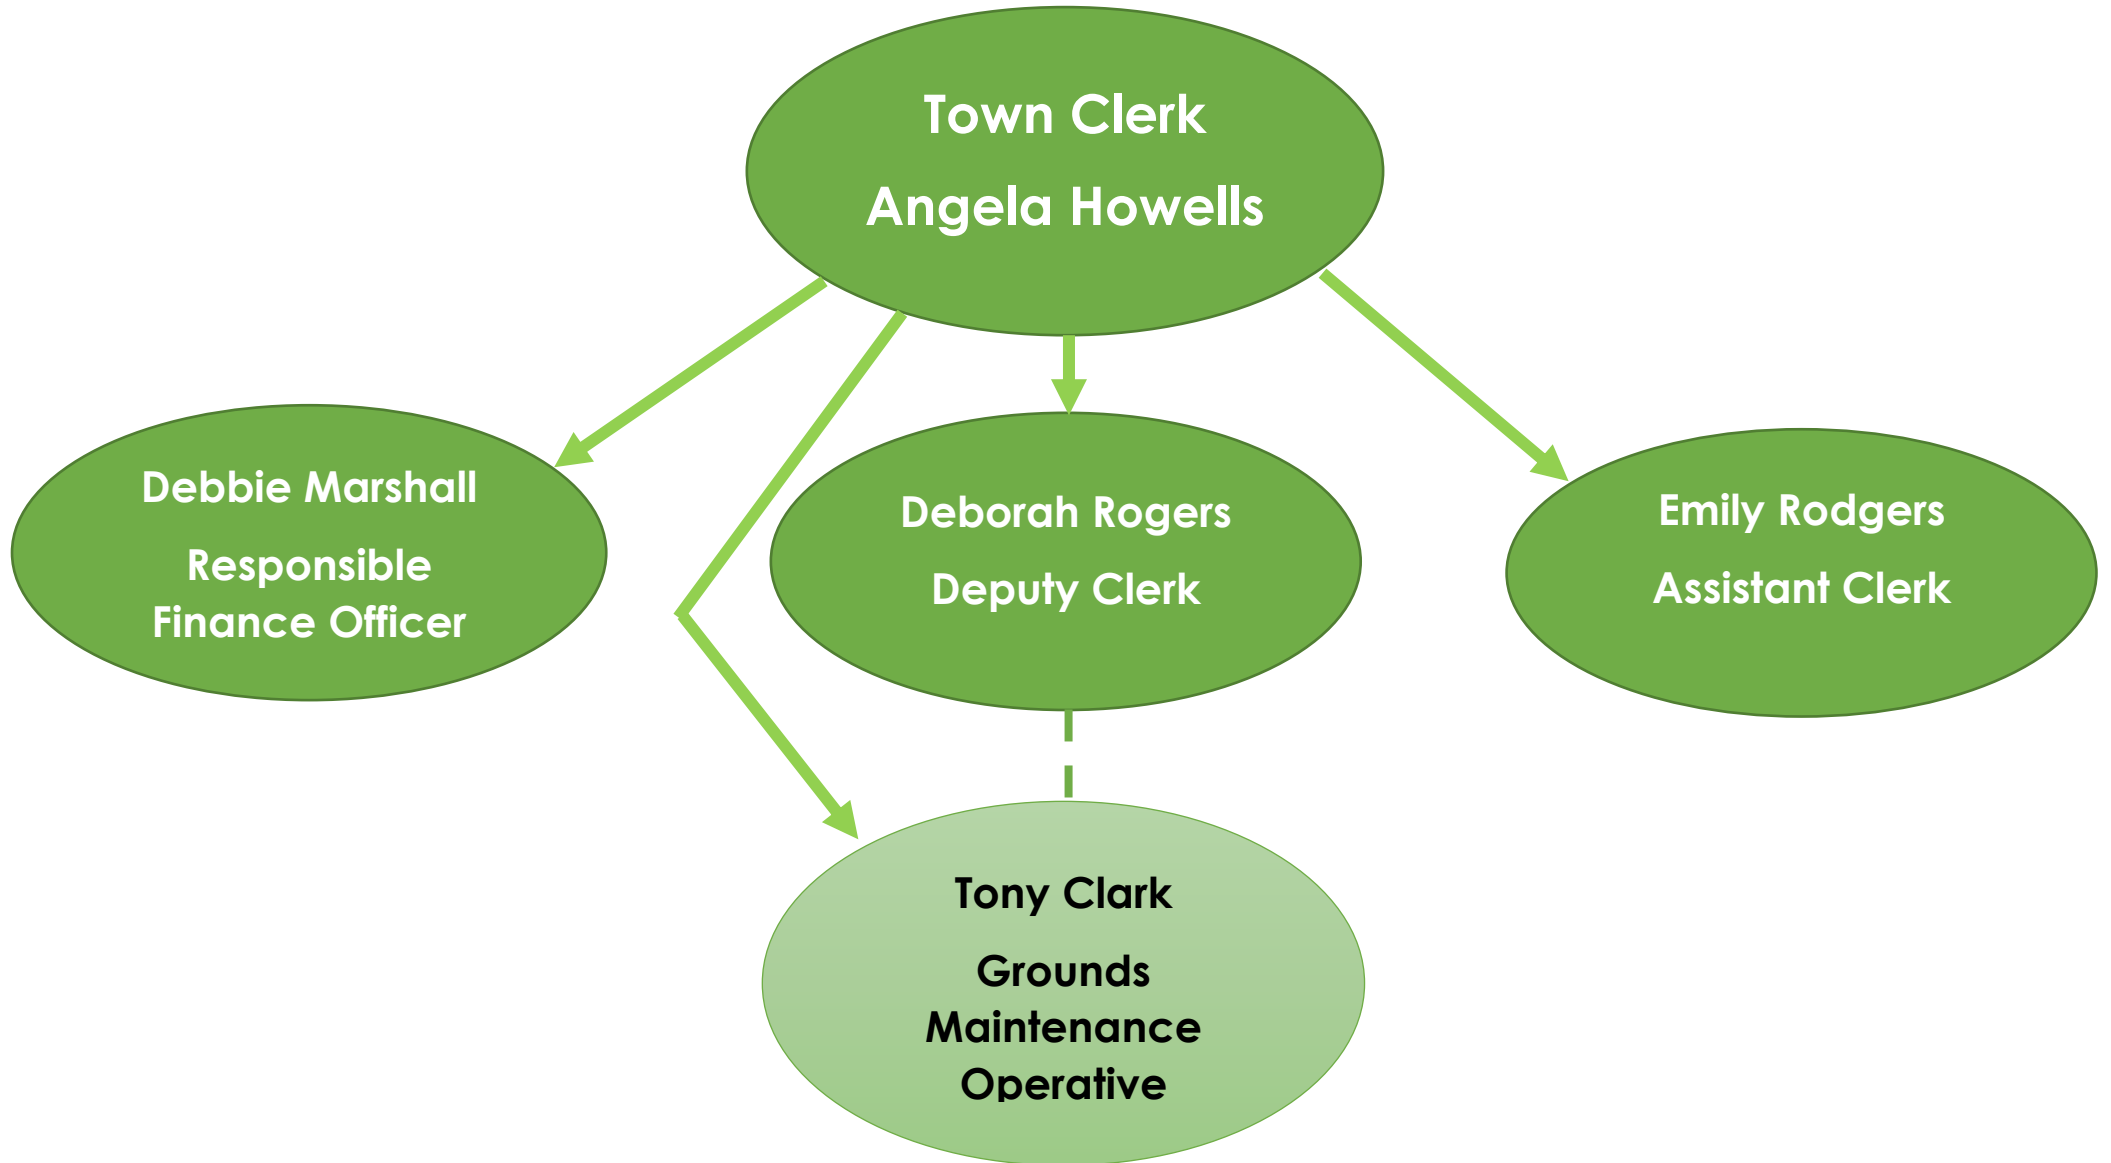 Town Clerk
Angela Howells
Debbie Marshall
Responsible
Finance Officer
Deborah Rogers
Deputy Clerk
Emily Rodgers
Assistant Clerk
Tony Clark
Grounds
Maintenance
Operative